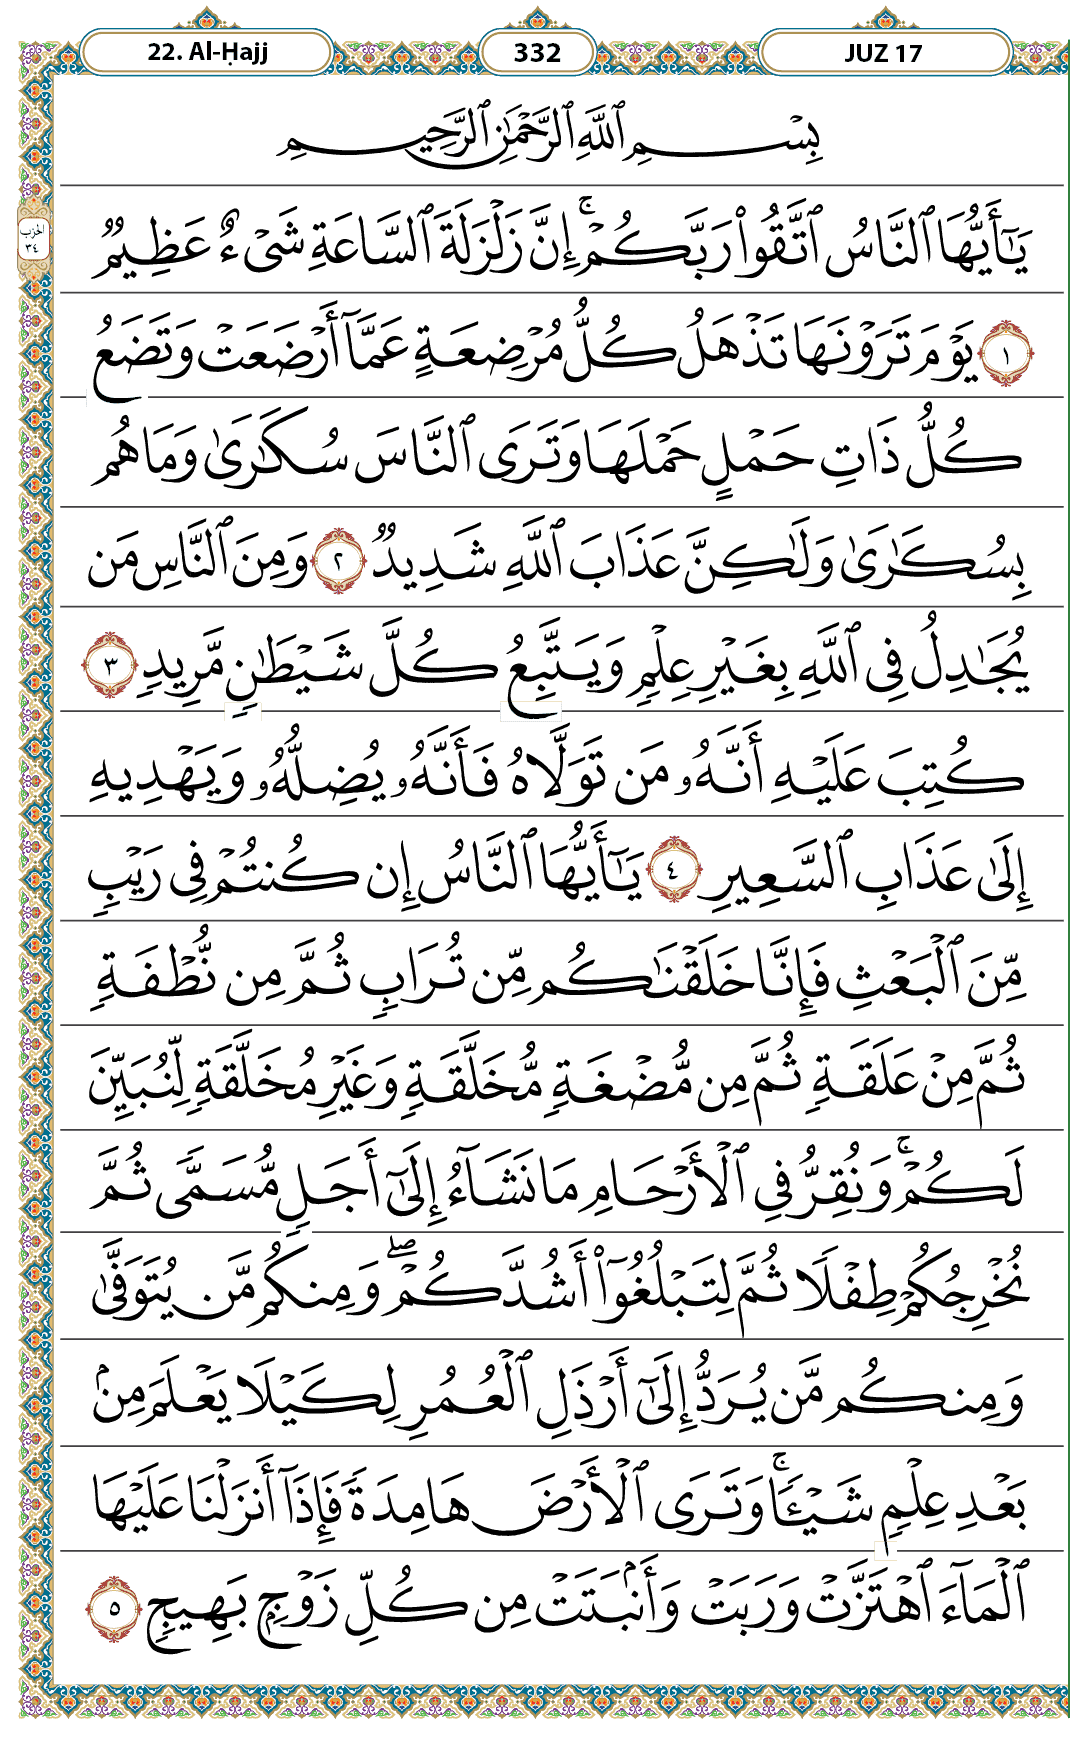 22. Al-Ḥajj
332
JUZ 17
الحزب
٣٤
بِسْمِ ٱللَّهِ ٱلرَّحْمَٰنِ ٱلرَّحِيمِ
يَٰٓأَيُّهَا ٱلنَّاسُ ٱتَّقُوا۟ رَبَّكُمْ ۚ إِنَّ زَلْزَلَةَ ٱلسَّاعَةِ شَىْءٌ عَظِيمٌ
١ يَوْمَ تَرَوْنَهَا تَذْهَلُ كُلُّ مُرْضِعَةٍ عَمَّآ أَرْضَعَتْ وَتَضَعُ
كُلُّ ذَاتِ حَمْلٍ حَمْلَهَا وَتَرَى ٱلنَّاسَ سُكَٰرَىٰ وَمَا هُم
بِسُكَٰرَىٰ وَلَٰكِنَّ عَذَابَ ٱللَّهِ شَدِيدٌ ٢ وَمِنَ ٱلنَّاسِ مَن
يُجَٰدِلُ فِى ٱللَّهِ بِغَيْرِ عِلْمٍ وَيَتَّبِعُ كُلَّ شَيْطَٰنٍ مَّرِيدٍ ٣
كُتِبَ عَلَيْهِ أَنَّهُۥ مَن تَوَلَّاهُ فَأَنَّهُۥ يُضِلُّهُۥ وَيَهْدِيهِ
إِلَىٰ عَذَابِ ٱلسَّعِيرِ ٤ يَٰٓأَيُّهَا ٱلنَّاسُ إِن كُنتُمْ فِى رَيْبٍ
مِّنَ ٱلْبَعْثِ فَإِنَّا خَلَقْنَٰكُم مِّن تُرَابٍ ثُمَّ مِن نُّطْفَةٍ
ثُمَّ مِنْ عَلَقَةٍ ثُمَّ مِن مُّضْغَةٍ مُّخَلَّقَةٍ وَغَيْرِ مُخَلَّقَةٍ لِّنُبَيِّنَ
لَكُمْ ۚ وَنُقِرُّ فِى ٱلْأَرْحَامِ مَا نَشَآءُ إِلَىٰٓ أَجَلٍ مُّسَمًّى ثُمَّ
نُخْرِجُكُمْ طِفْلًا ثُمَّ لِتَبْلُغُوٓا۟ أَشُدَّكُمْ ۖ وَمِنكُم مَّن يُتَوَفَّىٰ
وَمِنكُم مَّن يُرَدُّ إِلَىٰٓ أَرْذَلِ ٱلْعُمُرِ لِكَيْلَا يَعْلَمَ مِنۢ
بَعْدِ عِلْمٍ شَيْـًٔا ۚ وَتَرَى ٱلْأَرْضَ هَامِدَةً فَإِذَآ أَنزَلْنَا عَلَيْهَا
ٱلْمَآءَ ٱهْتَزَّتْ وَرَبَتْ وَأَنۢبَتَتْ مِن كُلِّ زَوْجٍۭ بَهِيجٍ ٥